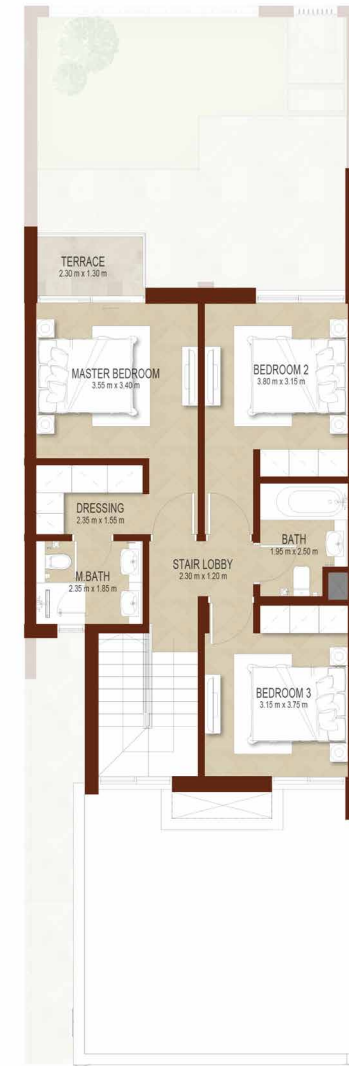 TERRACE
2.30 m x 1.30 m
MASTER BEDROOM
3.55 m x 3.40 m
BEDROOM 2
3.80 m x 3.15 m
DRESSING
2.35 m x 1.55 m
BATH
1.95 m x 2.50 m
STAIR LOBBY
2.30 m x 1.20 m
M.BATH
2.35 m x 1.85 m
BEDROOM 3
3.15 m x 3.75 m